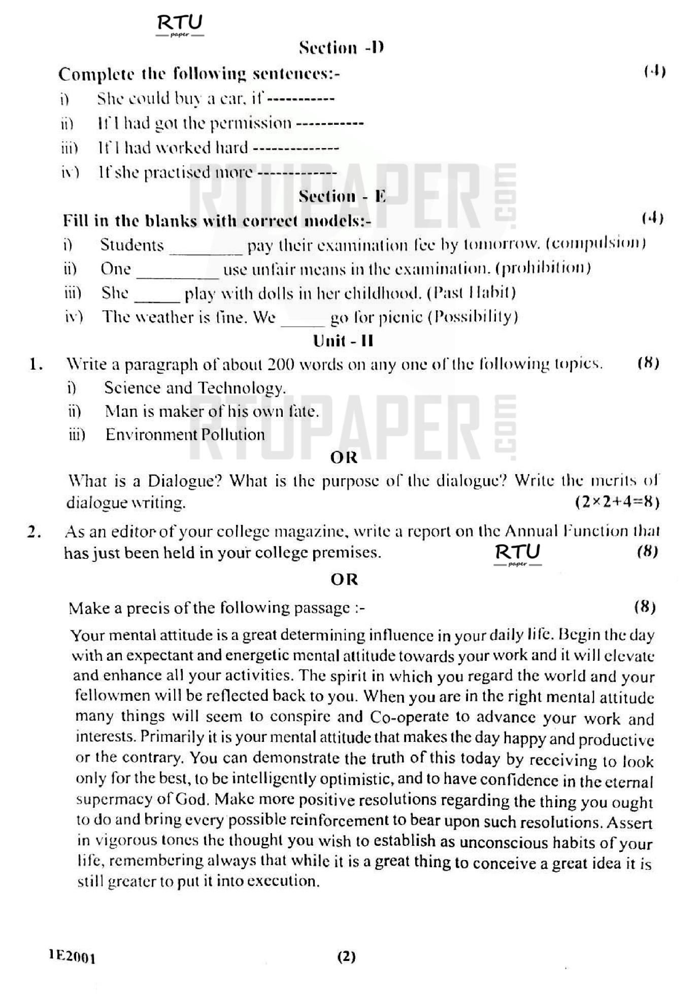 RTU
paper
Section -D
Complete the following sentences:- (4)
i) She could buy a car, if -----------
ii) If I had got the permission -----------
iii) If I had worked hard --------------
iv) If she practised more -------------
Section - E
Fill in the blanks with correct models:- (4)
i) Students _________ pay their examination fee by tomorrow. (compulsion)
ii) One __________ use unfair means in the examination. (prohibition)
iii) She ______ play with dolls in her childhood. (Past Habit)
iv) The weather is fine. We ______ go for picnic (Possibility)
Unit - II
1. Write a paragraph of about 200 words on any one of the following topics. (8)
i) Science and Technology.
ii) Man is maker of his own fate.
iii) Environment Pollution
OR
What is a Dialogue? What is the purpose of the dialogue? Write the merits of
dialogue writing. (2×2+4=8)
2. As an editor of your college magazine, write a report on the Annual Function that
has just been held in your college premises. (8)
RTU
paper
OR
Make a precis of the following passage :- (8)
Your mental attitude is a great determining influence in your daily life. Begin the day
with an expectant and energetic mental attitude towards your work and it will elevate
and enhance all your activities. The spirit in which you regard the world and your
fellowmen will be reflected back to you. When you are in the right mental attitude
many things will seem to conspire and Co-operate to advance your work and
interests. Primarily it is your mental attitude that makes the day happy and productive
or the contrary. You can demonstrate the truth of this today by receiving to look
only for the best, to be intelligently optimistic, and to have confidence in the eternal
supermacy of God. Make more positive resolutions regarding the thing you ought
to do and bring every possible reinforcement to bear upon such resolutions. Assert
in vigorous tones the thought you wish to establish as unconscious habits of your
life, remembering always that while it is a great thing to conceive a great idea it is
still greater to put it into execution.
1E2001 (2)
RTUPAPER.com
RTUPAPER.com